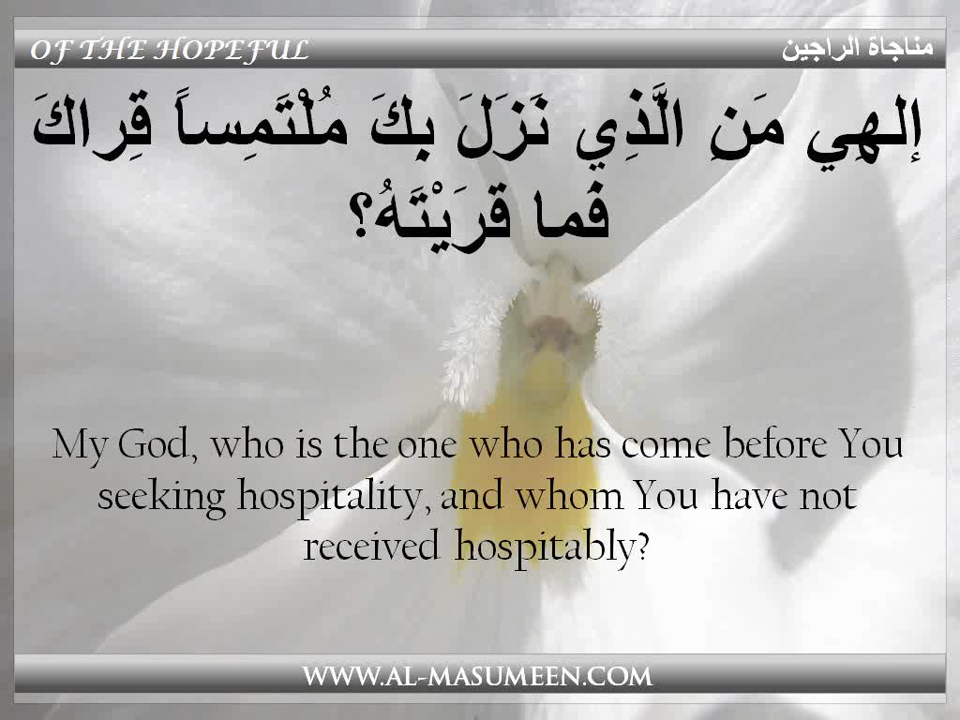 OF THE HOPEFUL
مناجاة الراجين
إلهِي مَنِ الَّذِي نَزَلَ بِكَ مُلْتَمِساً قِراكَ
فَما قَرَيْتَهُ؟
My God, who is the one who has come before You
seeking hospitality, and whom You have not
received hospitably?
WWW.AL-MASUMEEN.COM